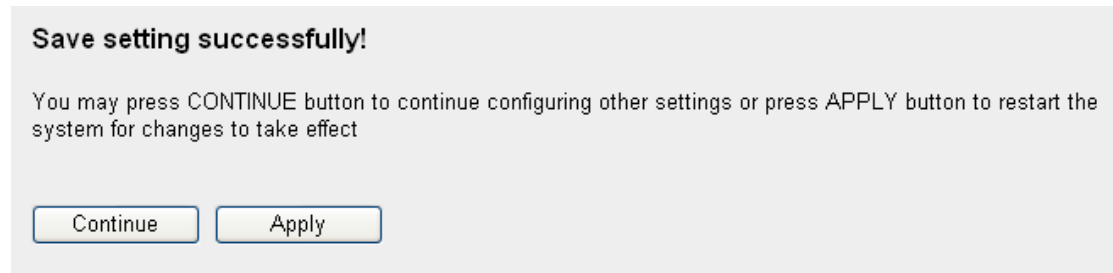 Save setting successfully!
You may press CONTINUE button to continue configuring other settings or press APPLY button to restart the
system for changes to take effect
Continue
Apply